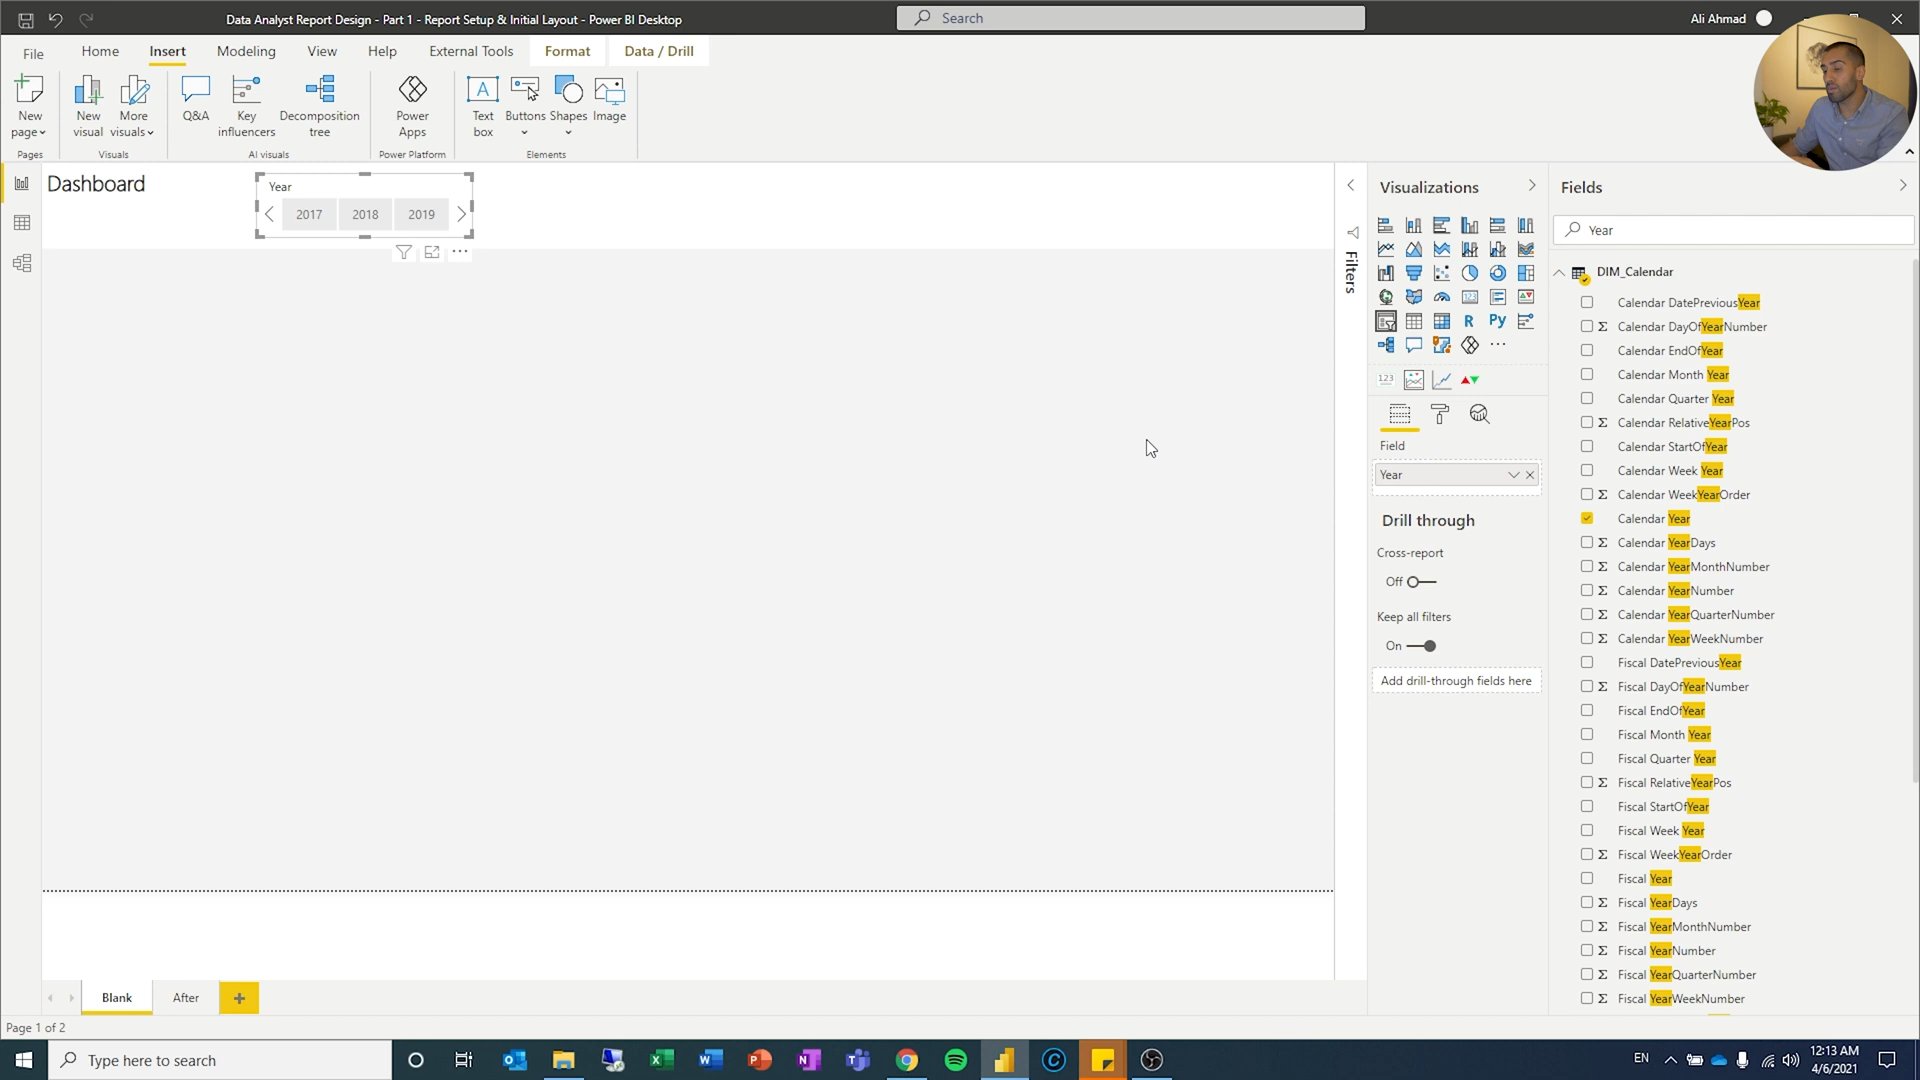 Data Analyst Report Design - Part 1 - Report Setup & Initial Layout - Power BI Desktop
Search
Ali Ahmad
File
Home
Insert
Modeling
View
Help
External Tools
Format
Data / Drill
New page
New visual
More visuals
Q&A
Key influencers
Decomposition tree
Power Apps
Text box
Buttons
Shapes
Image
Pages
Visuals
AI visuals
Power Platform
Elements
Dashboard
Year
2017
2018
2019
Filters
Visualizations
R
Py
123
123
Field
Year
Drill through
Cross-report
Off
Keep all filters
On
Add drill-through fields here
Fields
Year
DIM_Calendar
Calendar DatePreviousYear
Σ Calendar DayOfYearNumber
Calendar EndOfYear
Calendar Month Year
Calendar Quarter Year
Σ Calendar RelativeYearPos
Calendar StartOfYear
Calendar Week Year
Σ Calendar WeekYearOrder
Calendar Year
Σ Calendar YearDays
Σ Calendar YearMonthNumber
Σ Calendar YearNumber
Σ Calendar YearQuarterNumber
Σ Calendar YearWeekNumber
Fiscal DatePreviousYear
Σ Fiscal DayOfYearNumber
Fiscal EndOfYear
Fiscal Month Year
Fiscal Quarter Year
Σ Fiscal RelativeYearPos
Fiscal StartOfYear
Fiscal Week Year
Σ Fiscal WeekYearOrder
Fiscal Year
Σ Fiscal YearDays
Σ Fiscal YearMonthNumber
Σ Fiscal YearNumber
Σ Fiscal YearQuarterNumber
Σ Fiscal YearWeekNumber
Blank
After
Page 1 of 2
Type here to search
EN
12:13 AM
4/6/2021